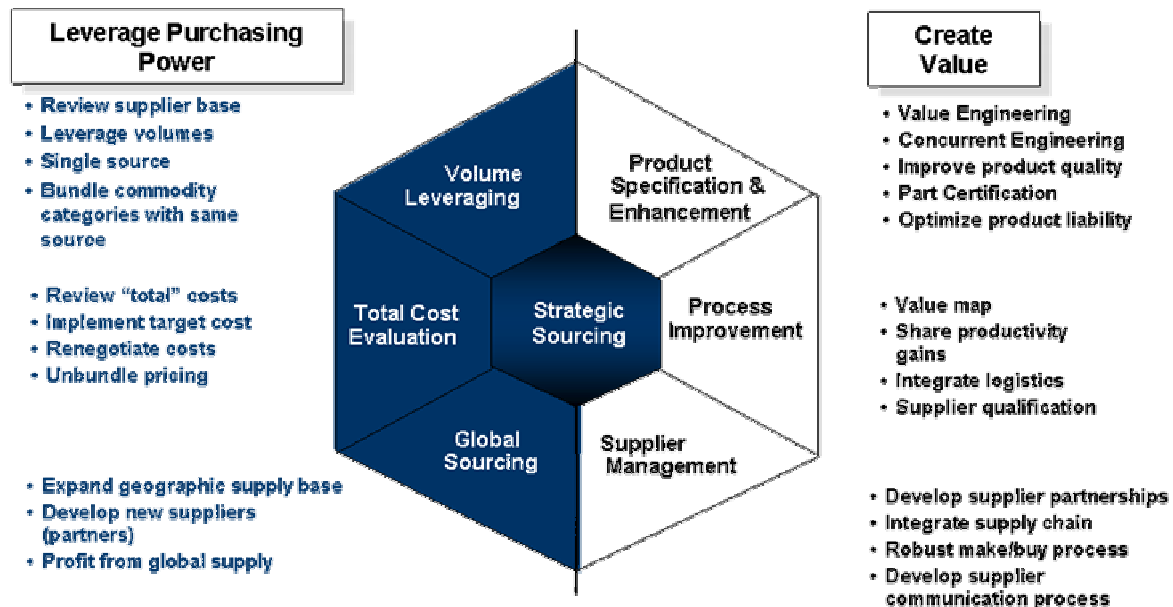 Leverage Purchasing
Power
• Review supplier base
• Leverage volumes
• Single source
• Bundle commodity
categories with same
source
• Review “total” costs
• Implement target cost
• Renegotiate costs
• Unbundle pricing
• Expand geographic supply base
• Develop new suppliers
(partners)
• Profit from global supply
Volume
Leveraging
Total Cost
Evaluation
Global
Sourcing
Strategic
Sourcing
Product
Specification &
Enhancement
Process
Improvement
Supplier
Management
Create
Value
• Value Engineering
• Concurrent Engineering
• Improve product quality
• Part Certification
• Optimize product liability
• Value map
• Share productivity
gains
• Integrate logistics
• Supplier qualification
• Develop supplier partnerships
• Integrate supply chain
• Robust make/buy process
• Develop supplier
communication process